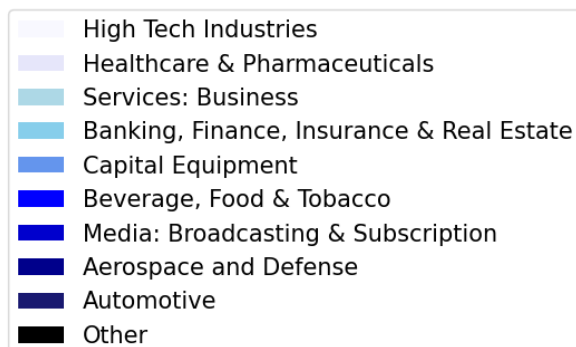 High Tech Industries
Healthcare & Pharmaceuticals
Services: Business
Banking, Finance, Insurance & Real Estate
Capital Equipment
Beverage, Food & Tobacco
Media: Broadcasting & Subscription
Aerospace and Defense
Automotive
Other